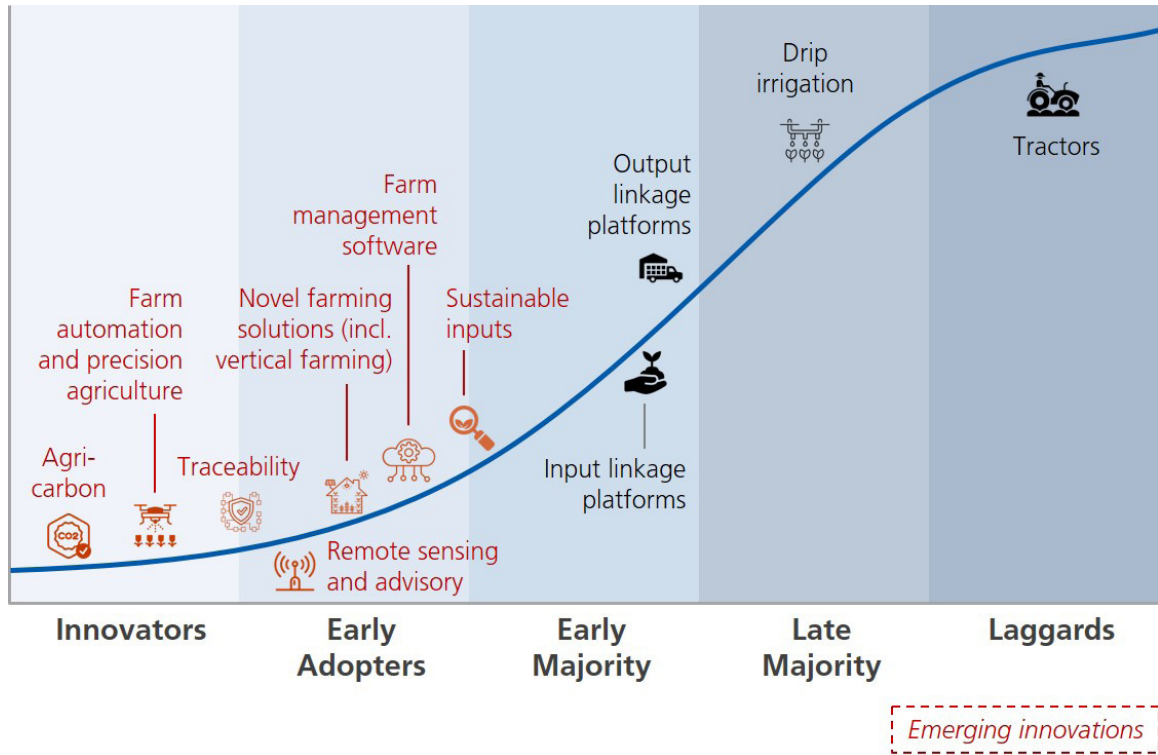 Agri-
carbon
CO2
Farm
automation
and precision
agriculture
Traceability
Novel farming
solutions (incl.
vertical farming)
Remote sensing
and advisory
Farm
management
software
Sustainable
inputs
Output
linkage
platforms
Input linkage
platforms
Drip
irrigation
Tractors
Innovators
Early
Adopters
Early
Majority
Late
Majority
Laggards
Emerging innovations